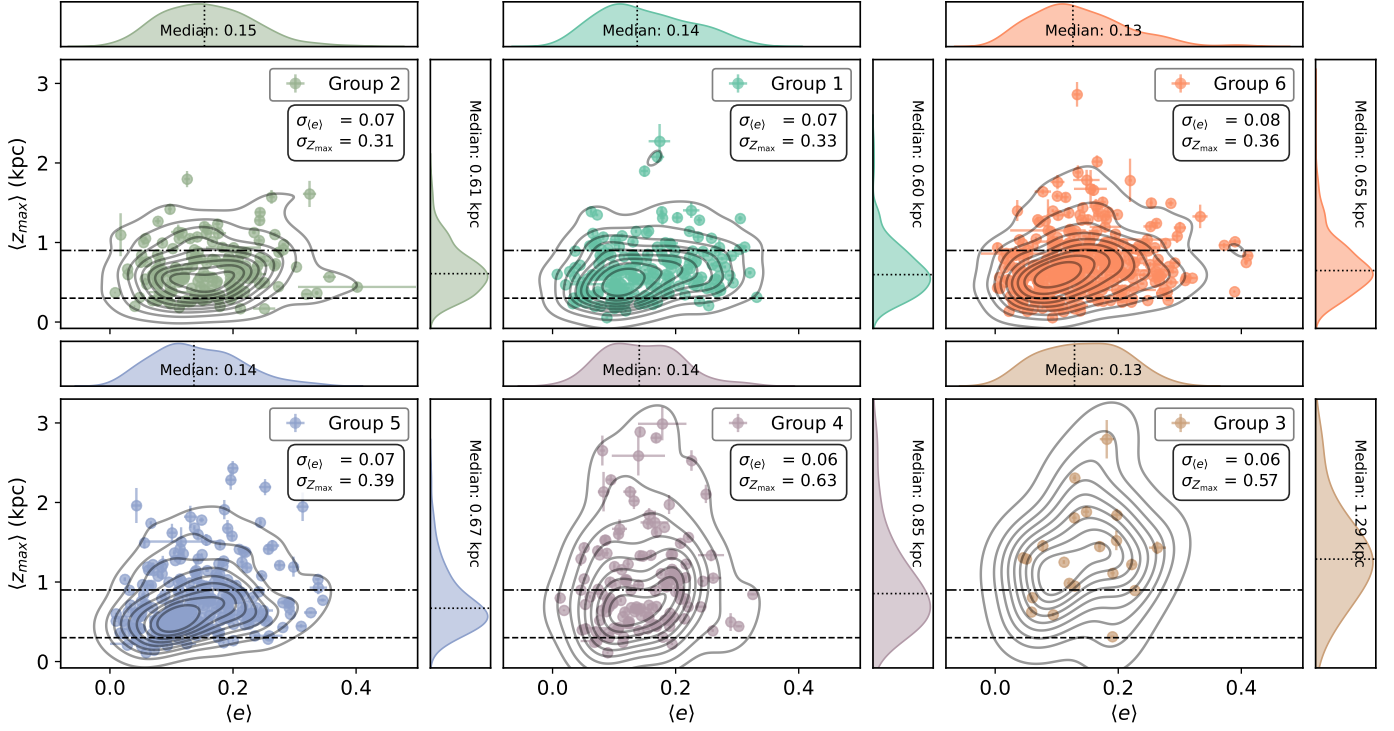 Median: 0.15
Median: 0.14
Median: 0.13
⟨z_max⟩ (kpc)
3
2
1
0
Group 2
σ⟨e⟩ = 0.07
σZmax = 0.31
Median: 0.61 kpc
Group 1
σ⟨e⟩ = 0.07
σZmax = 0.33
Median: 0.60 kpc
Group 6
σ⟨e⟩ = 0.08
σZmax = 0.36
Median: 0.65 kpc
Median: 0.14
Median: 0.14
Median: 0.13
⟨z_max⟩ (kpc)
3
2
1
0
Group 5
σ⟨e⟩ = 0.07
σZmax = 0.39
Median: 0.67 kpc
Group 4
σ⟨e⟩ = 0.06
σZmax = 0.63
Median: 0.85 kpc
Group 3
σ⟨e⟩ = 0.06
σZmax = 0.57
Median: 1.29 kpc
0.0 0.2 0.4
0.0 0.2 0.4
0.0 0.2 0.4
⟨e⟩
⟨e⟩
⟨e⟩